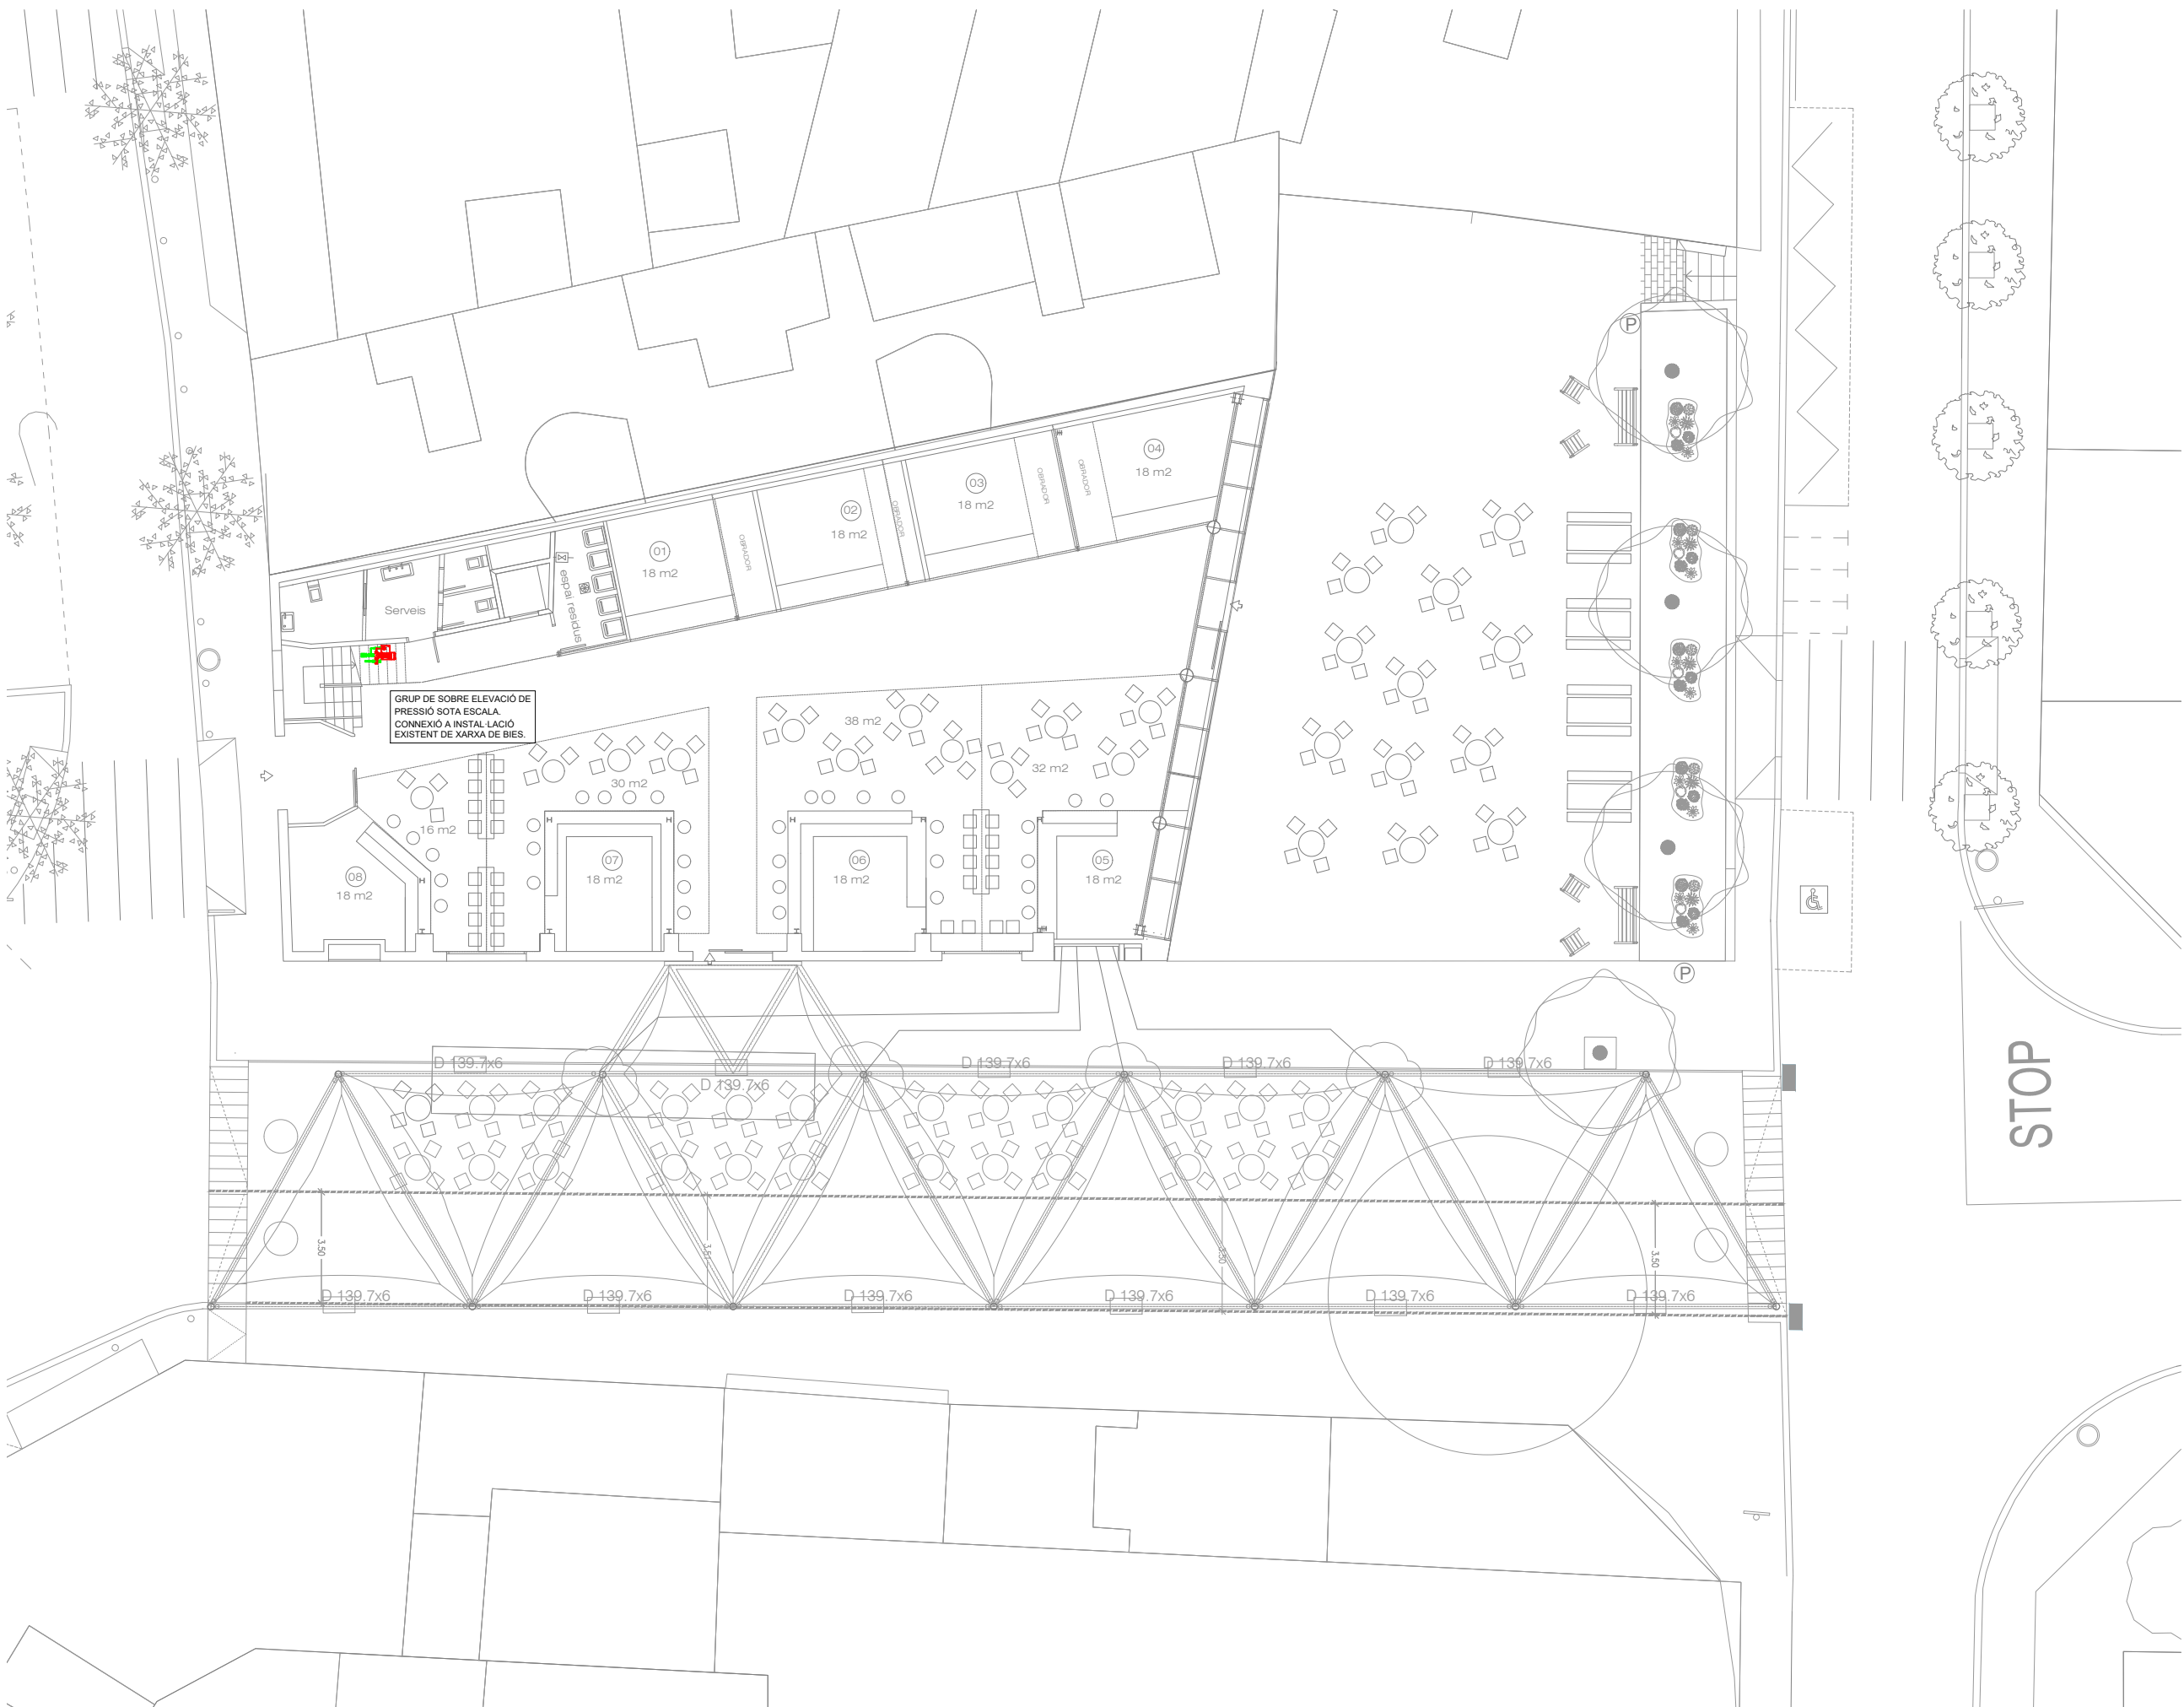 P
04
18 m2
OBRADOR
OBRADOR
03
18 m2
02
18 m2
OBRADOR
01
18 m2
OBRADOR
espai residus
Serveis
GRUP DE SOBRE ELEVACIÓ DE
PRESSIÓ SOTA ESCALA.
CONNEXIÓ A INSTAL·LACIÓ
EXISTENT DE XARXA DE BIES.
38 m2
32 m2
30 m2
16 m2
08
18 m2
07
18 m2
06
18 m2
05
18 m2
P
STOP
D 139.7x6
D 139.7x6
D 139.7x6
D 139.7x6
D 139.7x6
3.50
3.51
3.50
3.50
D 139.7x6
D 139.7x6
D 139.7x6
D 139.7x6
D 139.7x6
D 139.7x6